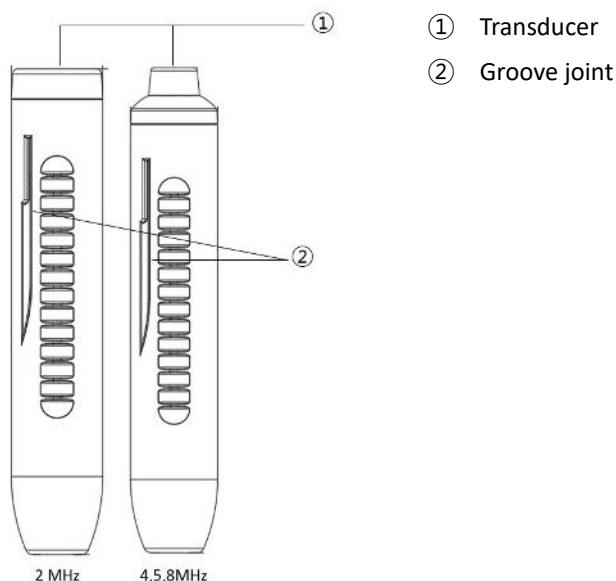 ①
① Transducer
② Groove joint
②
2 MHz
4.5.8MHz